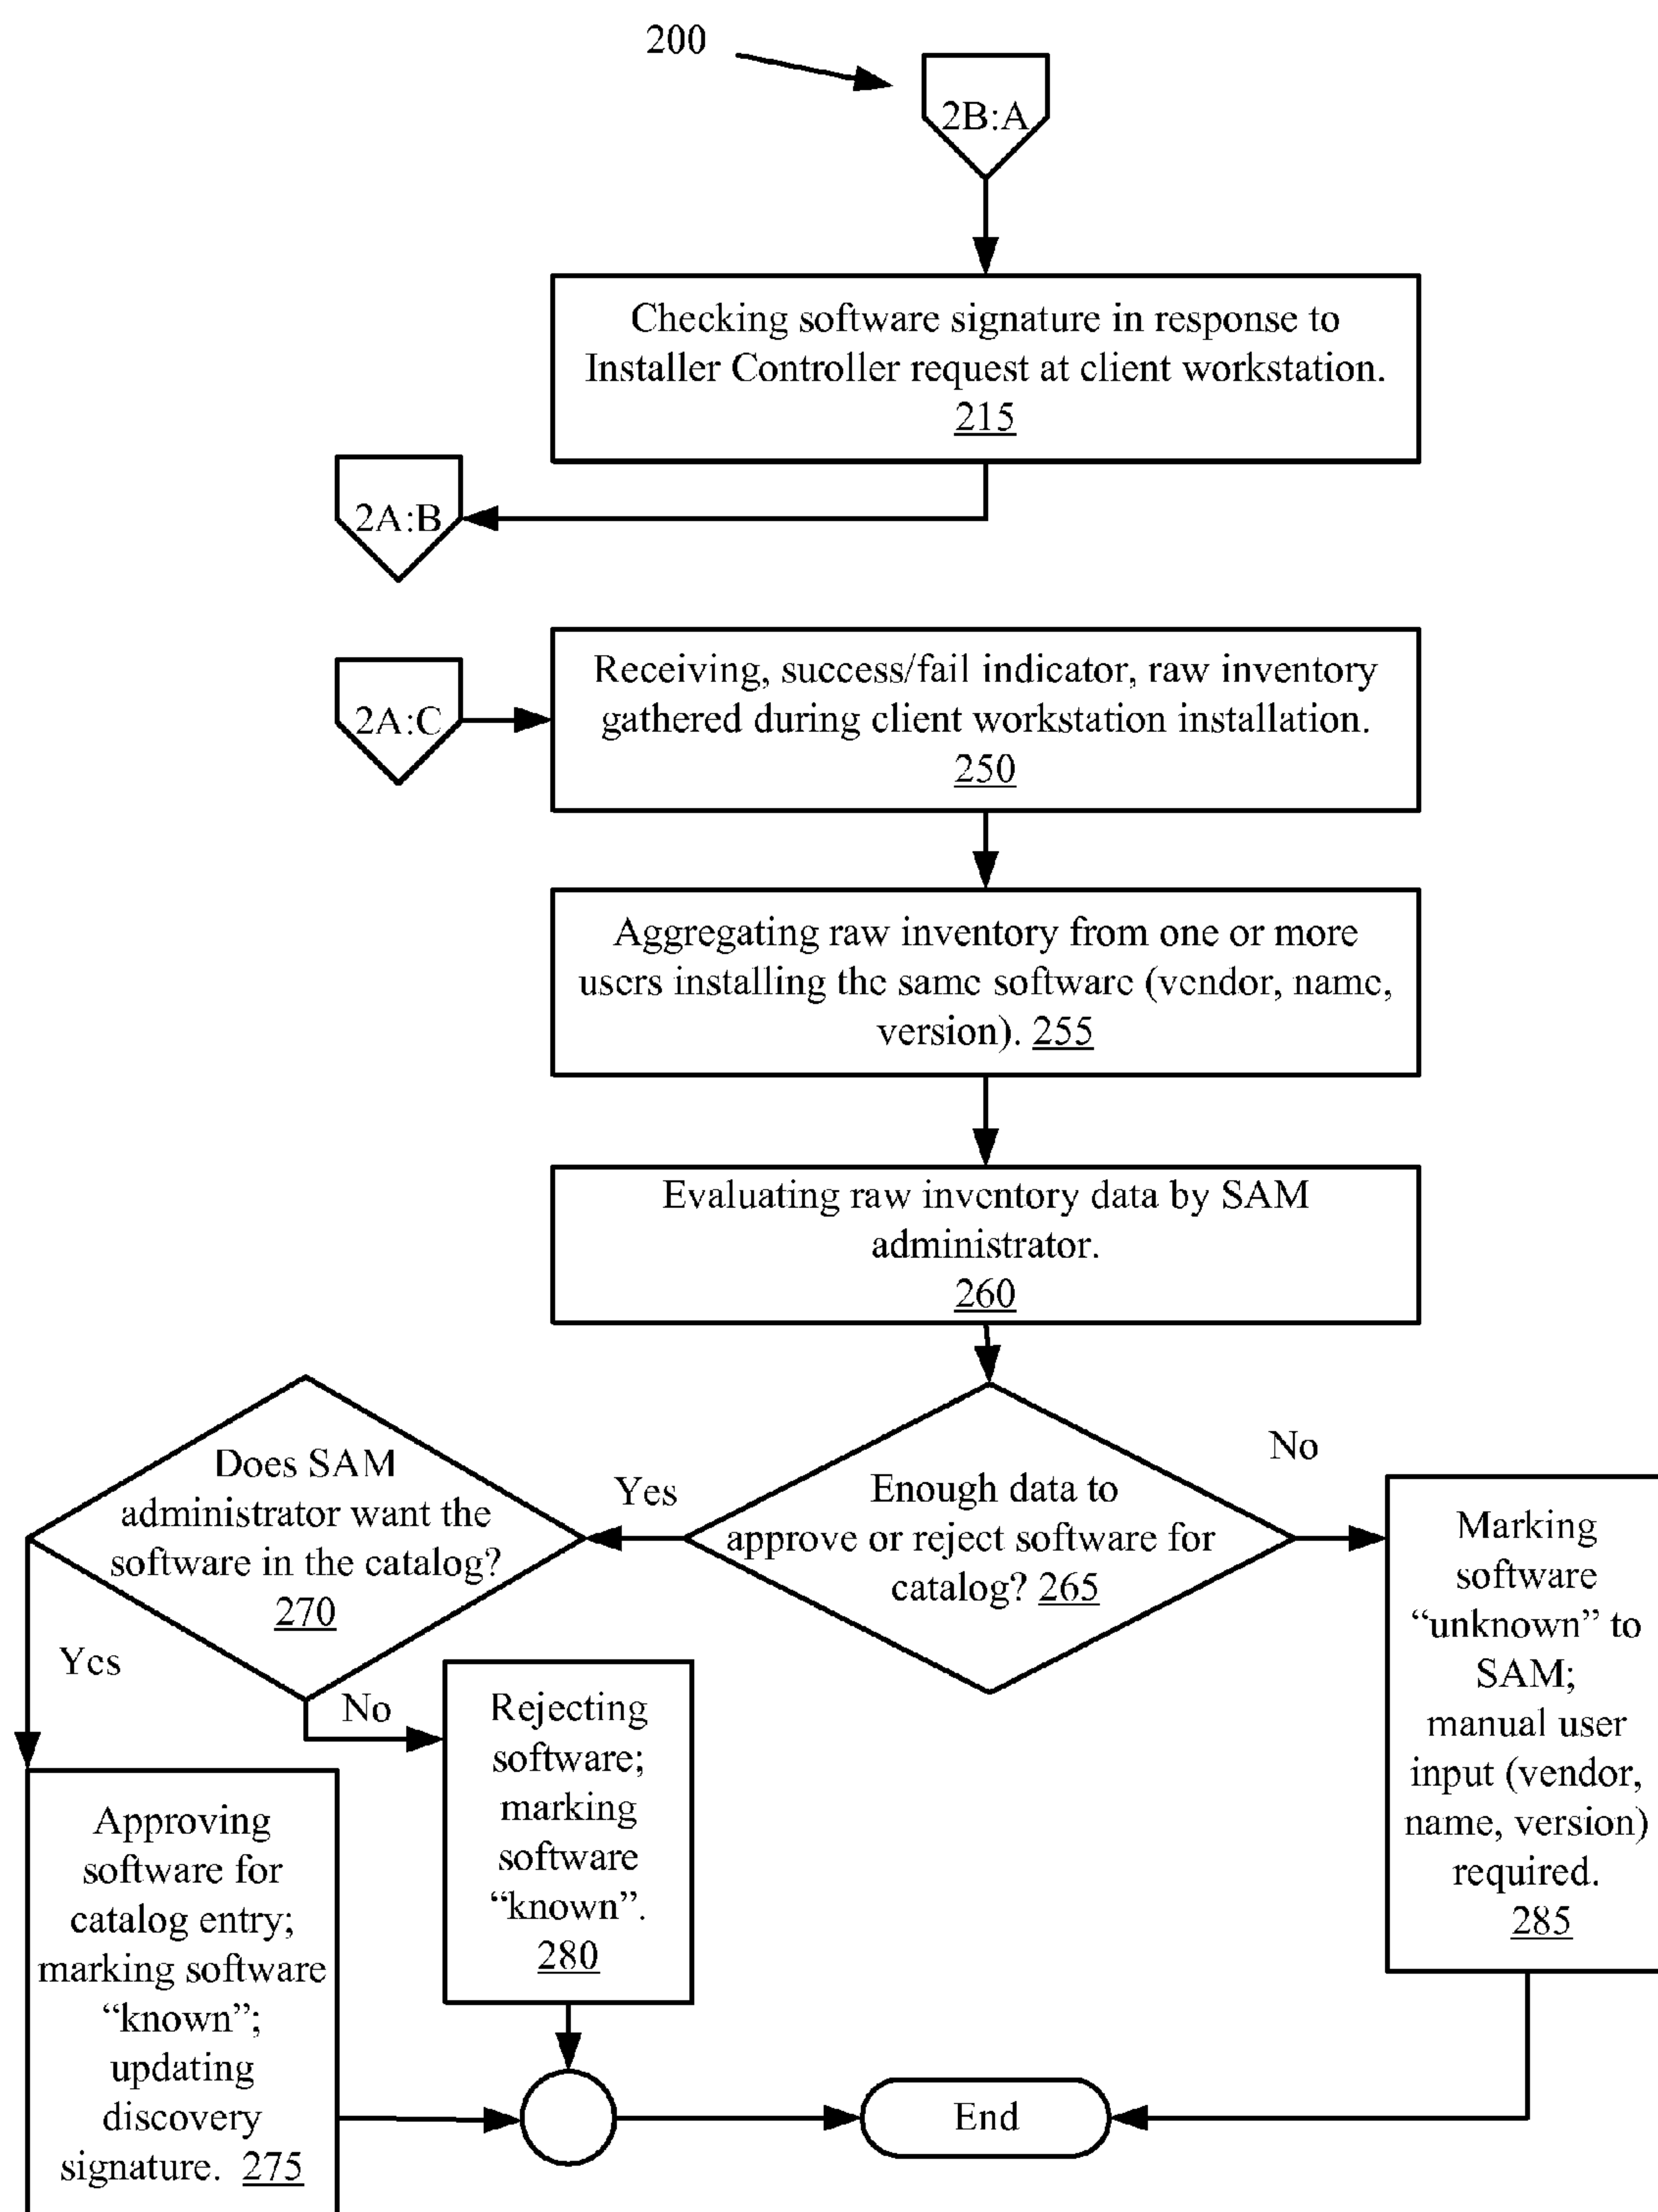 200
2B:A
Checking software signature in response to
Installer Controller request at client workstation.
215
2A:B
2A:C
Receiving, success/fail indicator, raw inventory
gathered during client workstation installation.
250
Aggregating raw inventory from one or more
users installing the same software (vendor, name,
version). 255
Evaluating raw inventory data by SAM
administrator.
260
Does SAM
administrator want the
software in the catalog?
270
Yes
Enough data to
approve or reject software for
catalog? 265
No
Marking
software
“unknown” to
SAM;
manual user
input (vendor,
name, version)
required.
285
Yes
No
Rejecting
software;
marking
software
“known”.
280
Approving
software for
catalog entry;
marking software
“known”;
updating
discovery
signature. 275
End